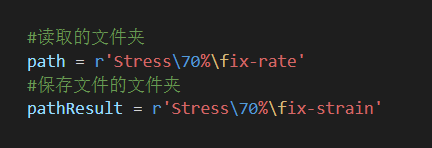 #读取的文件夹
path = r'Stress\70%\fix-rate'
#保存文件的文件夹
pathResult = r'Stress\70%\fix-strain'